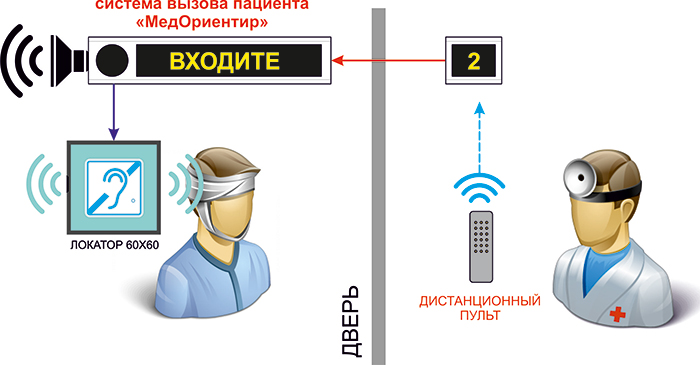 система вызова пациента
«МедОриентир»
ВХОДИТЕ
2
ЛОКАТОР 60Х60
ДВЕРЬ
ДИСТАНЦИОННЫЙ
ПУЛЬТ